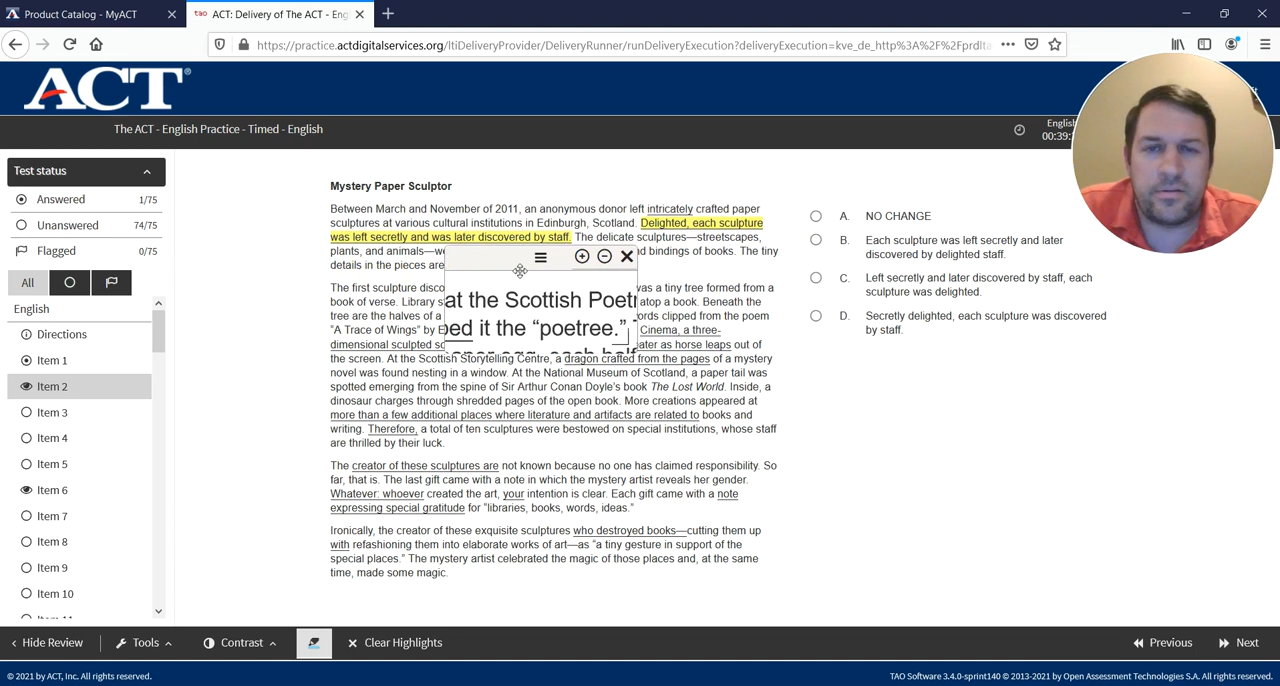 Product Catalog - MyACT
tao ACT: Delivery of The ACT - Eng
https://practice.actdigitalservices.org/ltiDeliveryProvider/DeliveryRunner/runDeliveryExecution?deliveryExecution=kve_de_http%3A%2F%2Fprdlta
ACT®
The ACT - English Practice - Timed - English
English
00:39:
Test status
Answered 1/75
Unanswered 74/75
Flagged 0/75
All
English
Directions
Item 1
Item 2
Item 3
Item 4
Item 5
Item 6
Item 7
Item 8
Item 9
Item 10
Mystery Paper Sculptor
Between March and November of 2011, an anonymous donor left intricately crafted paper
sculptures at various cultural institutions in Edinburgh, Scotland. Delighted, each sculpture
was left secretly and was later discovered by staff. The delicate sculptures—streetscapes,
plants, and animals—we and bindings of books. The tiny
details in the pieces are
The first sculpture disco was a tiny tree formed from a
book of verse. Library s atop a book. Beneath the
tree are the halves of a ords clipped from the poem
“A Trace of Wings” by E Cinema, a three-
dimensional sculpted sc eater as horse leaps out of
at the Scottish Poetr
ped it the “poetree.”
the screen. At the Scottish Storytelling Centre, a dragon crafted from the pages of a mystery
novel was found nesting in a window. At the National Museum of Scotland, a paper tail was
spotted emerging from the spine of Sir Arthur Conan Doyle’s book The Lost World. Inside, a
dinosaur charges through shredded pages of the open book. More creations appeared at
more than a few additional places where literature and artifacts are related to books and
writing. Therefore, a total of ten sculptures were bestowed on special institutions, whose staff
are thrilled by their luck.
The creator of these sculptures are not known because no one has claimed responsibility. So
far, that is. The last gift came with a note in which the mystery artist reveals her gender.
Whatever: whoever created the art, your intention is clear. Each gift came with a note
expressing special gratitude for “libraries, books, words, ideas.”
Ironically, the creator of these exquisite sculptures who destroyed books—cutting them up
with refashioning them into elaborate works of art—as “a tiny gesture in support of the
special places.” The mystery artist celebrated the magic of those places and, at the same
time, made some magic.
A. NO CHANGE
B. Each sculpture was left secretly and later
discovered by delighted staff.
C. Left secretly and later discovered by staff, each
sculpture was delighted.
D. Secretly delighted, each sculpture was discovered
by staff.
Hide Review
Tools
Contrast
Clear Highlights
Previous
Next
© 2021 by ACT, Inc. All rights reserved.
TAO Software 3.4.0-sprint140 © 2013-2021 by Open Assessment Technologies S.A. All rights reserved.